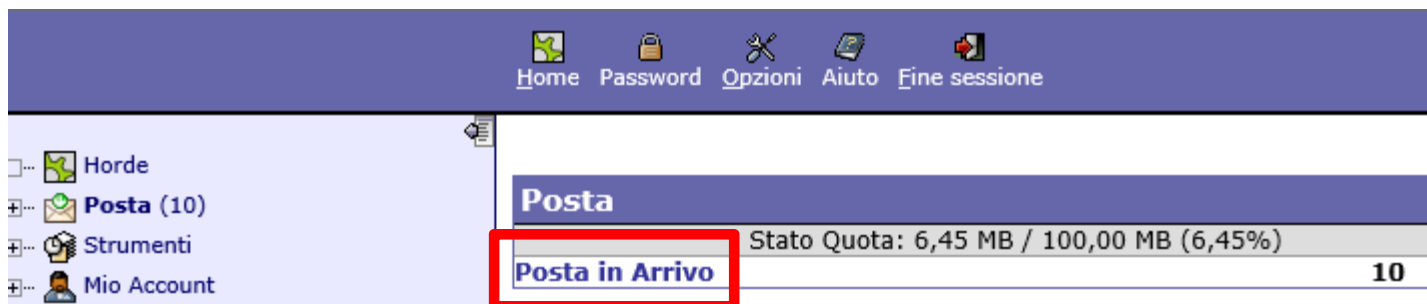 Home Password Opzioni Aiuto Fine sessione
Horde
Posta (10)
Strumenti
Mio Account
Posta
Stato Quota: 6,45 MB / 100,00 MB (6,45%)
Posta in Arrivo 10